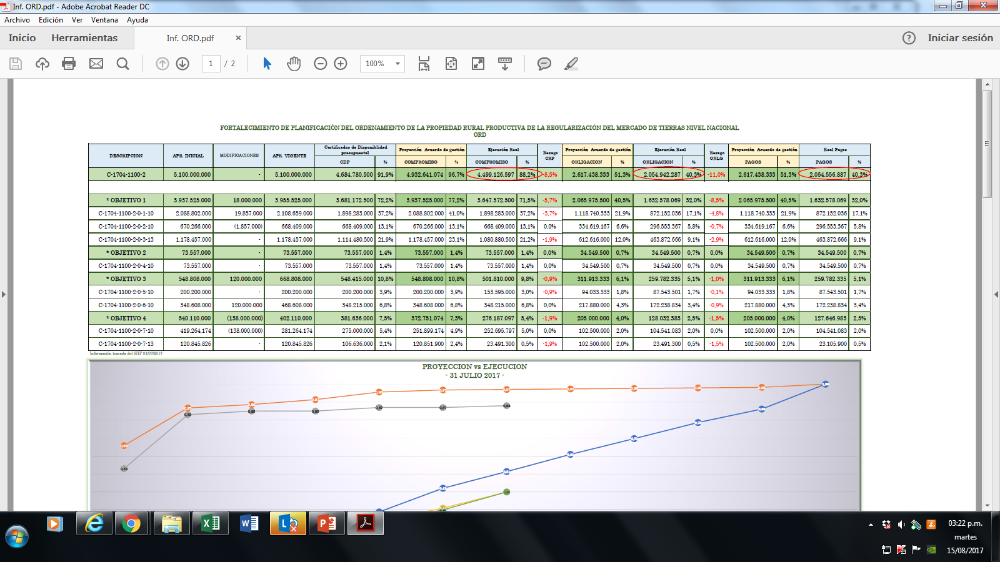 Inf. ORD.pdf - Adobe Acrobat Reader DC
Archivo Edición Ver Ventana Ayuda
Inicio Herramientas Inf. ORD.pdf × ? Iniciar sesión
1 / 2 100%
FORTALECIMIENTO DE PLANIFICACIÓN DEL ORDENAMIENTO DE LA PROPIEDAD RURAL PRODUCTIVA DE LA REGULARIZACIÓN DEL MERCADO DE TIERRAS NIVEL NACIONAL
ORD
DESCRIPCION APR. INICIAL MODIFICACIONES APR. VIGENTE Certificados de Disponiblidad presupuestal Proyección Acuerdo de gestión Ejecución Real Rezago CRP Proyección Acuerdo de gestión Ejecución Real Rezago OBLG Proyección Acuerdo de gestión Real Pagos
CDP % COMPROMISO % COMPROMISO % OBLIGACION % OBLIGACION % PAGOS % PAGOS %
C-1704-1100-2 5.100.000.000 - 5.100.000.000 4.684.780.500 91,9% 4.932.641.074 96,7% 4.499.126.597 88,2% -8,5% 2.617.438.333 51,3% 2.054.942.287 40,3% -11,0% 2.617.438.333 51,3% 2.054.556.887 40,3%
* OBJETIVO 1 3.937.525.000 18.000.000 3.955.525.000 3.681.172.500 72,2% 3.937.525.000 77,2% 3.647.572.500 71,5% -5,7% 2.065.975.500 40,5% 1.632.578.069 32,0% -8,5% 2.065.975.500 40,5% 1.632.578.069 32,0%
C-1704-1100-2-0-1-10 2.088.802.000 19.857.000 2.108.659.000 1.898.283.000 37,2% 2.088.802.000 41,0% 1.898.283.000 37,2% -3,7% 1.118.740.333 21,9% 872.152.036 17,1% -4,8% 1.118.740.333 21,9% 872.152.036 17,1%
C-1704-1100-2-0-2-10 670.266.000 (1.857.000) 668.409.000 668.409.000 13,1% 670.266.000 13,1% 668.409.000 13,1% 0,0% 334.619.167 6,6% 296.553.367 5,8% -0,7% 334.619.167 6,6% 296.553.367 5,8%
C-1704-1100-2-0-3-13 1.178.457.000 - 1.178.457.000 1.114.480.500 21,9% 1.178.457.000 23,1% 1.080.880.500 21,2% -1,9% 612.616.000 12,0% 463.872.666 9,1% -2,9% 612.616.000 12,0% 463.872.666 9,1%
* OBJETIVO 2 73.557.000 - 73.557.000 73.557.000 1,4% 73.557.000 1,4% 73.557.000 1,4% 0,0% 34.549.500 0,7% 34.549.500 0,7% 0,0% 34.549.500 0,7% 34.549.500 0,7%
C-1704-1100-2-0-4-10 73.557.000 - 73.557.000 73.557.000 1,4% 73.557.000 1,4% 73.557.000 1,4% 0,0% 34.549.500 0,7% 34.549.500 0,7% 0,0% 34.549.500 0,7% 34.549.500 0,7%
* OBJETIVO 3 548.808.000 120.000.000 668.808.000 548.415.000 10,8% 548.808.000 10,8% 501.810.000 9,8% -0,9% 311.913.333 6,1% 259.782.335 5,1% -1,0% 311.913.333 6,1% 259.782.335 5,1%
C-1704-1100-2-0-5-10 200.200.000 - 200.200.000 200.200.000 3,9% 200.200.000 3,9% 153.595.000 3,0% -0,9% 94.033.333 1,8% 87.543.501 1,7% -0,1% 94.033.333 1,8% 87.543.501 1,7%
C-1704-1100-2-0-6-10 348.608.000 120.000.000 468.608.000 348.215.000 6,8% 348.608.000 6,8% 348.215.000 6,8% 0,0% 217.880.000 4,3% 172.238.834 3,4% -0,9% 217.880.000 4,3% 172.238.834 3,4%
* OBJETIVO 4 540.110.000 (138.000.000) 402.110.000 381.636.000 7,5% 372.751.074 7,3% 276.187.097 5,4% -1,9% 205.000.000 4,0% 128.032.383 2,5% -1,5% 205.000.000 4,0% 127.646.983 2,5%
C-1704-1100-2-0-7-10 419.264.174 (138.000.000) 281.264.174 275.000.000 5,4% 251.899.174 4,9% 252.695.797 5,0% 0,0% 102.500.000 2,0% 104.541.083 2,0% 0,0% 102.500.000 2,0% 104.541.083 2,0%
C-1704-1100-2-0-7-13 120.845.826 - 120.845.826 106.636.000 2,1% 120.851.900 2,4% 23.491.300 0,5% -1,9% 102.500.000 2,0% 23.491.300 0,5% -1,5% 102.500.000 2,0% 23.105.900 0,5%
Información tomada del SIIF 31/07/2017
PROYECCION vs EJECUCION
- 31 JULIO 2017 -
0,83 0,85 0,85 0,87 0,87 0,88
0,53
03:22 p.m.
martes
15/08/2017